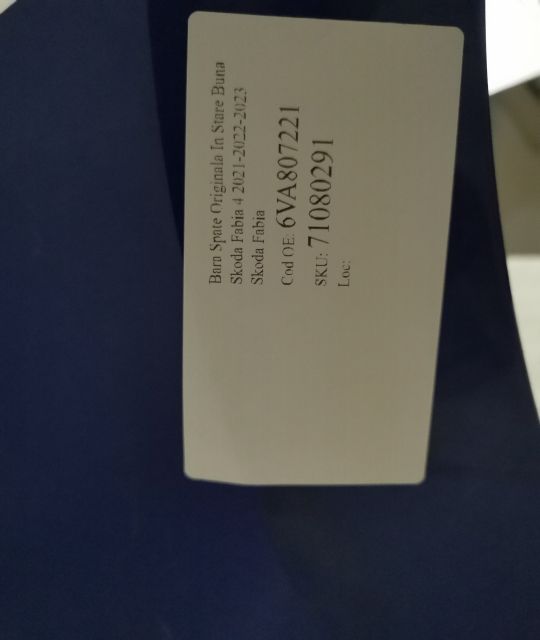 Bara Spate Originala In Stare Buna
Skoda Fabia 4 2021-2022-2023
Skoda Fabia
Cod OE: 6VA807221
SKU: 71080291
Loc: